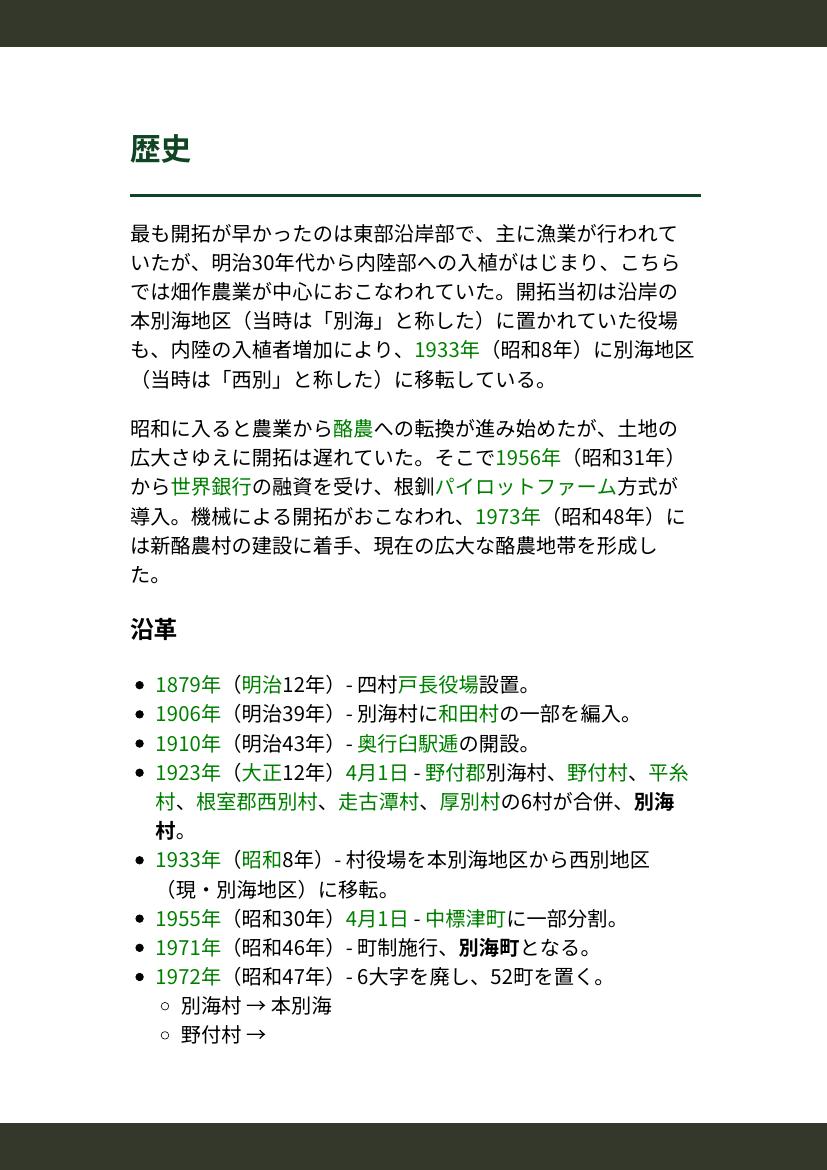 歴史
最も開拓が早かったのは東部沿岸部で、主に漁業が行われて
いたが、明治30年代から内陸部への入植がはじまり、こちら
では畑作農業が中心におこなわれていた。開拓当初は沿岸の
本別海地区（当時は「別海」と称した）に置かれていた役場
も、内陸の入植者増加により、1933年（昭和8年）に別海地区
（当時は「西別」と称した）に移転している。
昭和に入ると農業から酪農への転換が進み始めたが、土地の
広大さゆえに開拓は遅れていた。そこで1956年（昭和31年）
から世界銀行の融資を受け、根釧パイロットファーム方式が
導入。機械による開拓がおこなわれ、1973年（昭和48年）に
は新酪農村の建設に着手、現在の広大な酪農地帯を形成し
た。
沿革
• 1879年（明治12年）- 四村戸長役場設置。
• 1906年（明治39年）- 別海村に和田村の一部を編入。
• 1910年（明治43年）- 奥行臼駅逓の開設。
• 1923年（大正12年）4月1日 - 野付郡別海村、野付村、平糸
村、根室郡西別村、走古潭村、厚別村の6村が合併、別海
村。
• 1933年（昭和8年）- 村役場を本別海地区から西別地区
（現・別海地区）に移転。
• 1955年（昭和30年）4月1日 - 中標津町に一部分割。
• 1971年（昭和46年）- 町制施行、別海町となる。
• 1972年（昭和47年）- 6大字を廃し、52町を置く。
○ 別海村 → 本別海
○ 野付村 →